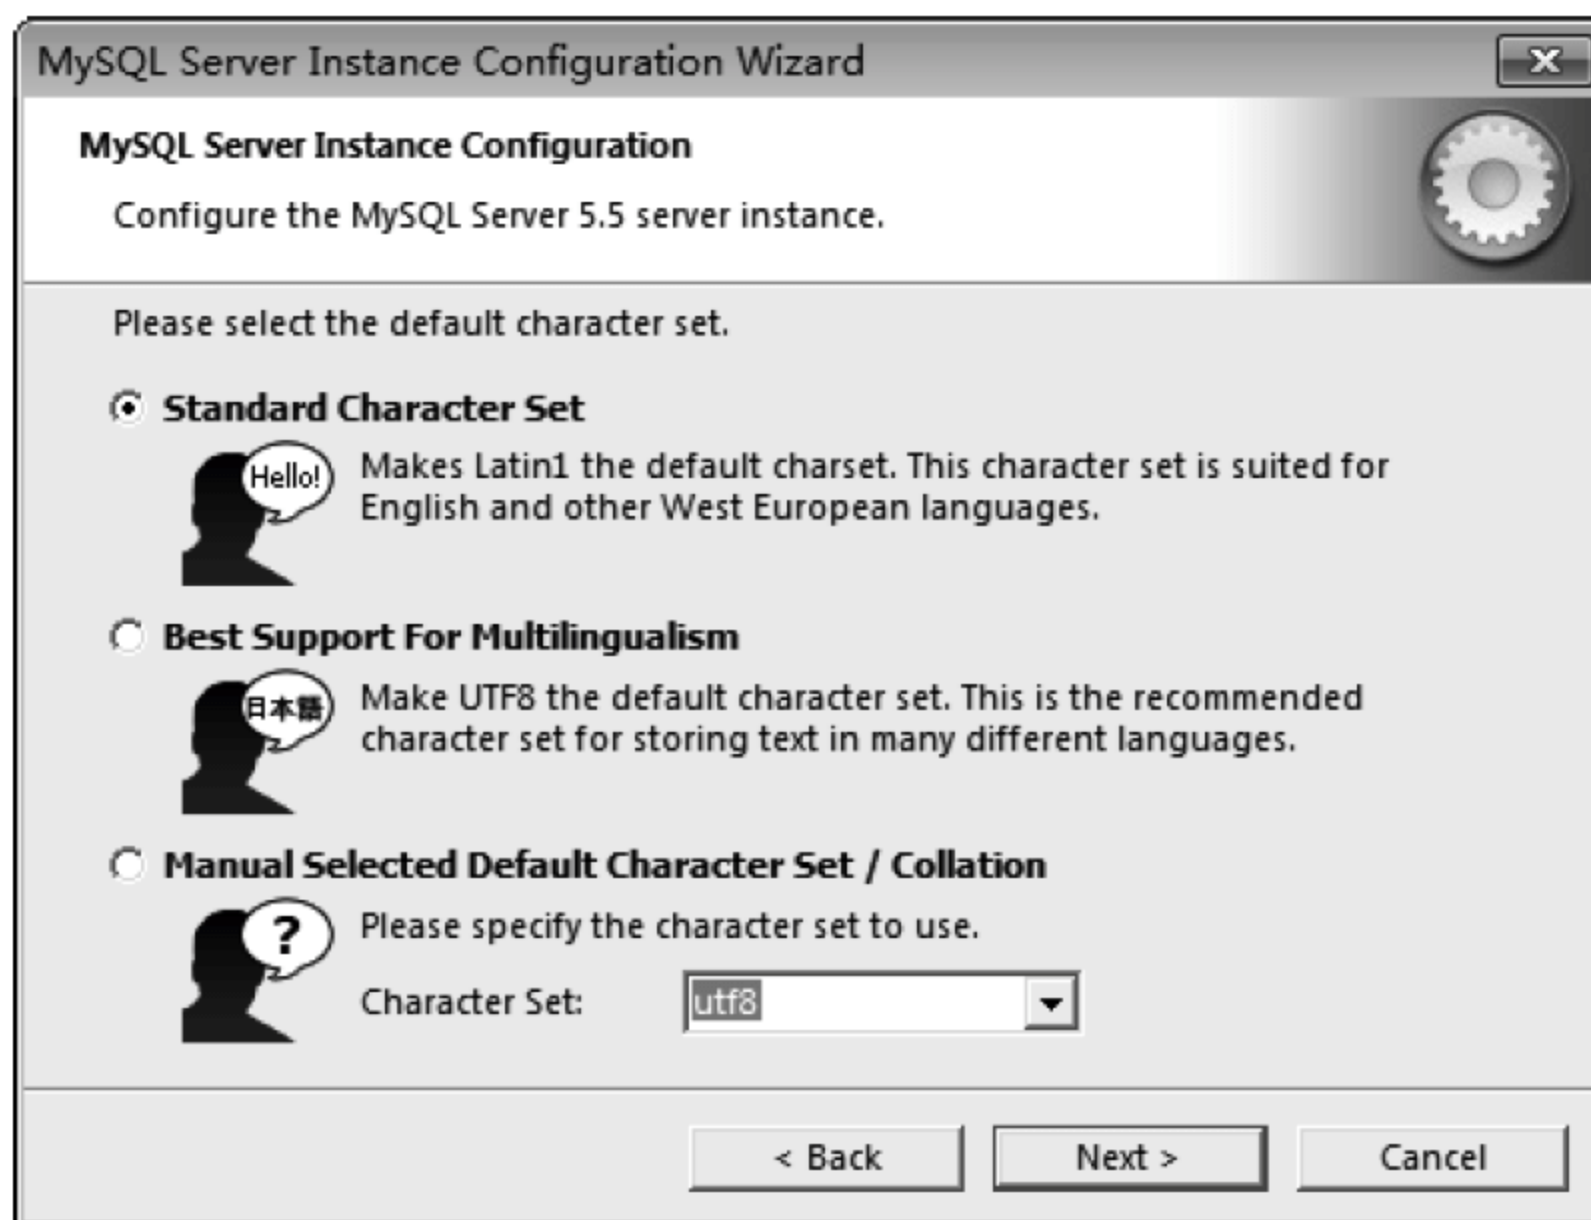 MySQL Server Instance Configuration Wizard
MySQL Server Instance Configuration
Configure the MySQL Server 5.5 server instance.
Please select the default character set.
Standard Character Set
Hello!
Makes Latin1 the default charset. This character set is suited for
English and other West European languages.
Best Support For Multilingualism
日本語
Make UTF8 the default character set. This is the recommended
character set for storing text in many different languages.
Manual Selected Default Character Set / Collation
?
Please specify the character set to use.
Character Set: utf8
< Back Next > Cancel